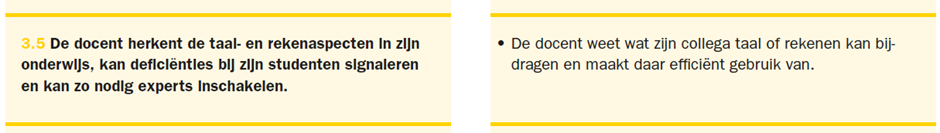 3.5 De docent herkent de taal- en rekenaspecten in zijn
onderwijs, kan deficiënties bij zijn studenten signaleren
en kan zo nodig experts inschakelen.
• De docent weet wat zijn collega taal of rekenen kan bij-
dragen en maakt daar efficiënt gebruik van.